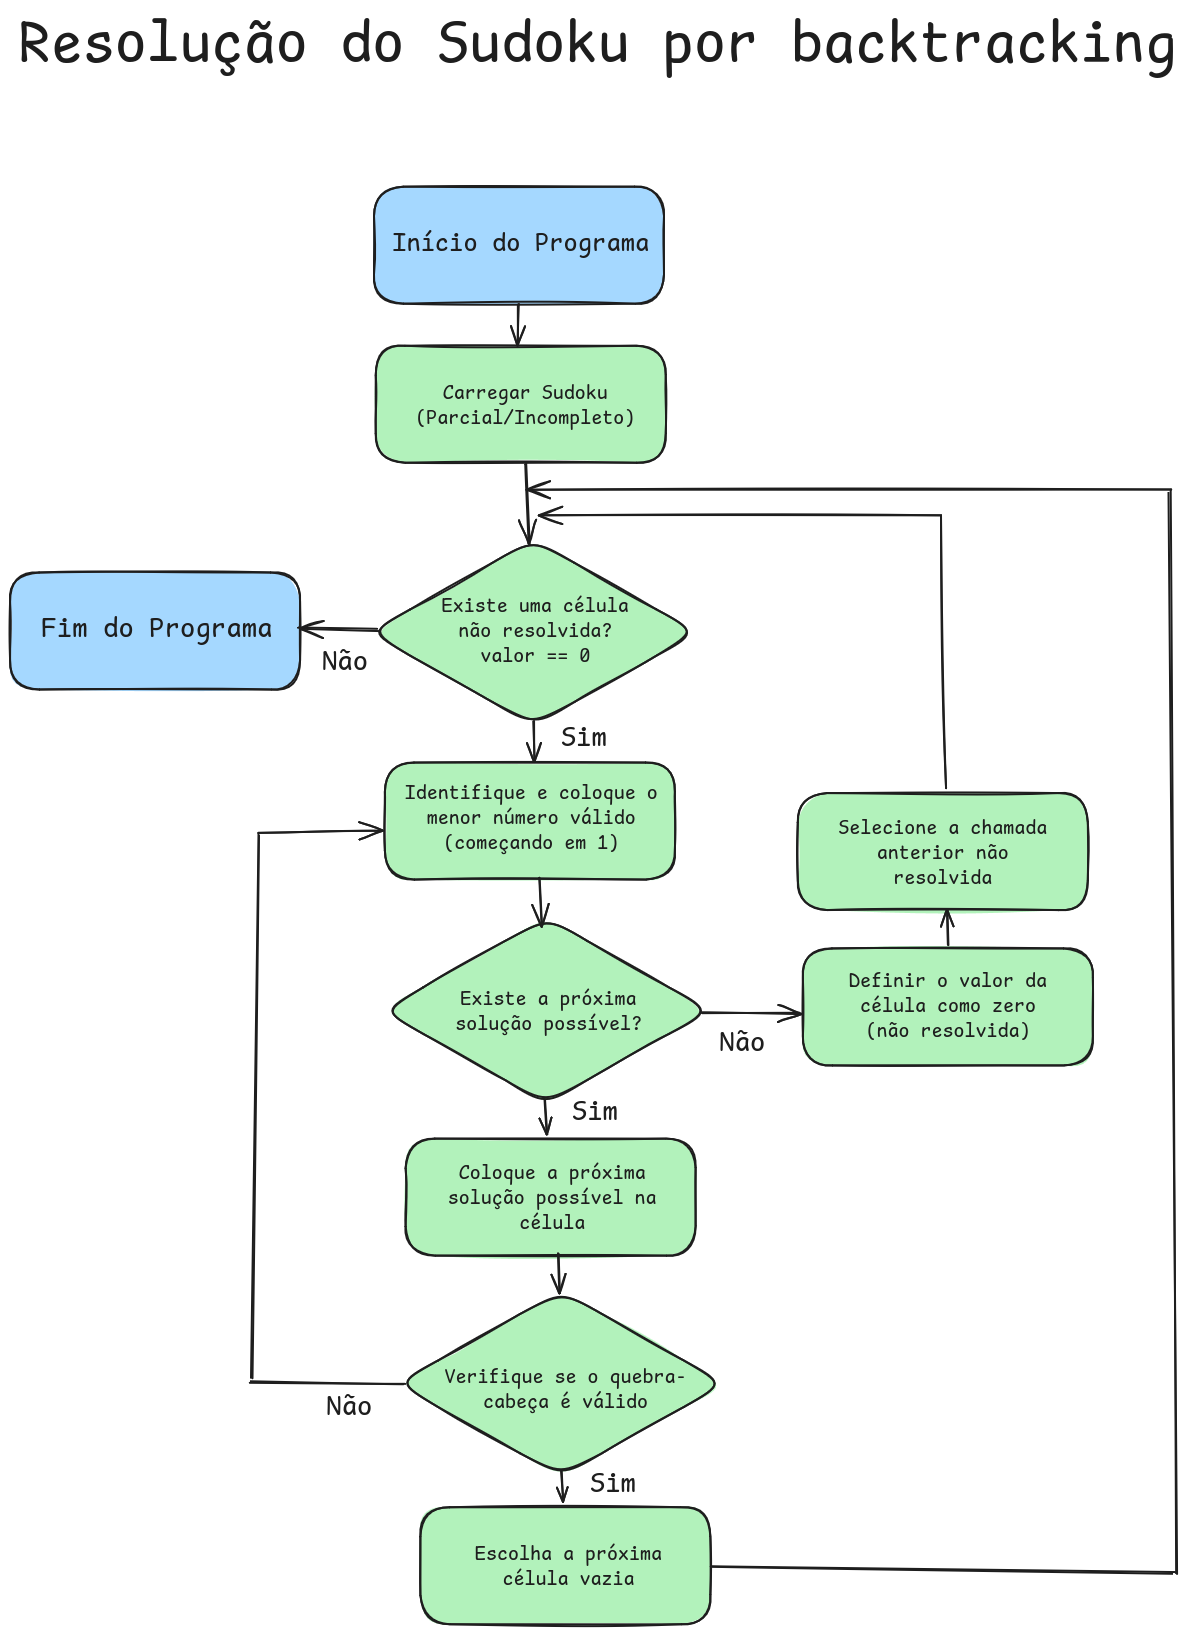 Resolução do Sudoku por backtracking
Início do Programa
Carregar Sudoku
(Parcial/Incompleto)
Existe uma célula
não resolvida?
valor == 0
Fim do Programa
Não
Sim
Identifique e coloque o
menor número válido
(começando em 1)
Selecione a chamada
anterior não
resolvida
Existe a próxima
solução possível?
Definir o valor da
célula como zero
(não resolvida)
Não
Sim
Coloque a próxima
solução possível na
célula
Verifique se o quebra-
cabeça é válido
Não
Sim
Escolha a próxima
célula vazia